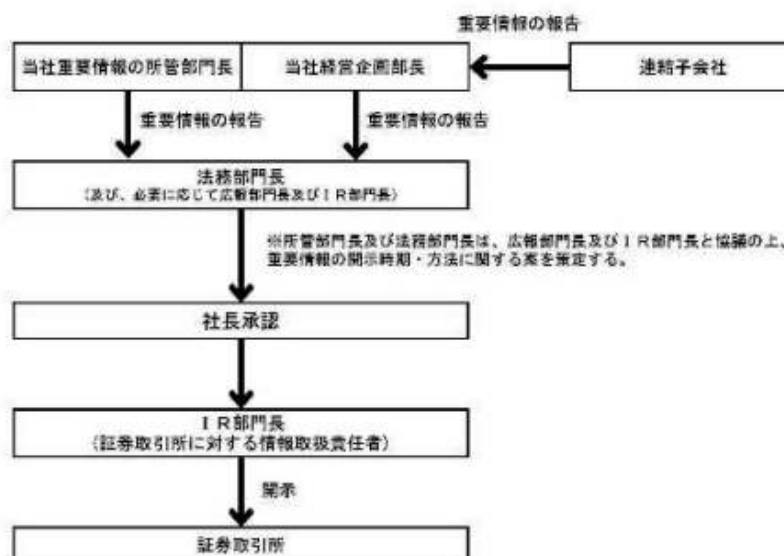 重要情報の報告
当社重要情報の所管部門長
当社経営企画部長
連結子会社
重要情報の報告
重要情報の報告
法務部門長
(及び、必要に応じて広報部門長及びIR部門長)
※所管部門長及び法務部門長は、広報部門長及びIR部門長と協議の上、
重要情報の開示時期・方法に関する案を策定する。
社長承認
IR部門長
(証券取引所に対する情報取扱責任者)
開示
証券取引所